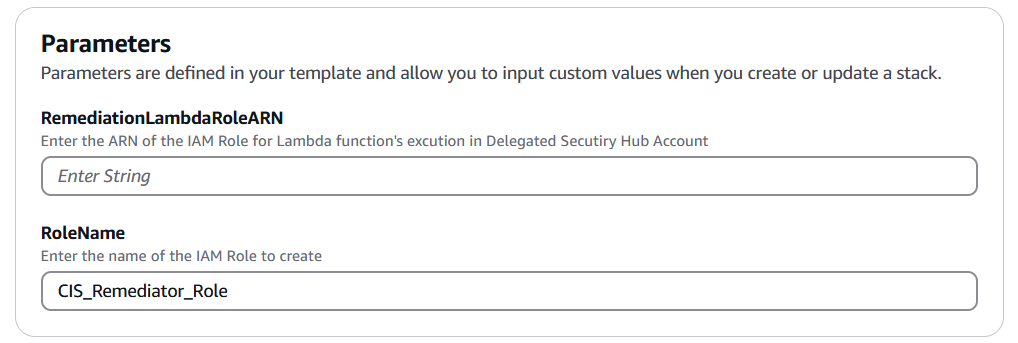 Parameters
Parameters are defined in your template and allow you to input custom values when you create or update a stack.
RemediationLambdaRoleARN
Enter the ARN of the IAM Role for Lambda function's excution in Delegated Secutiry Hub Account
Enter String
RoleName
Enter the name of the IAM Role to create
CIS_Remediator_Role